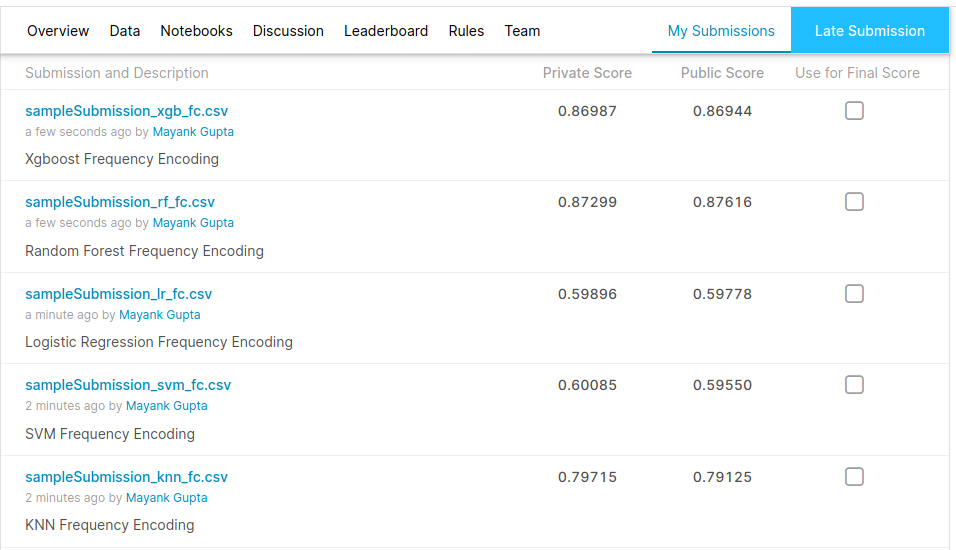 Overview Data Notebooks Discussion Leaderboard Rules Team My Submissions Late Submission
Submission and Description Private Score Public Score Use for Final Score
sampleSubmission_xgb_fc.csv 0.86987 0.86944
a few seconds ago by Mayank Gupta
Xgboost Frequency Encoding
sampleSubmission_rf_fc.csv 0.87299 0.87616
a few seconds ago by Mayank Gupta
Random Forest Frequency Encoding
sampleSubmission_lr_fc.csv 0.59896 0.59778
a minute ago by Mayank Gupta
Logistic Regression Frequency Encoding
sampleSubmission_svm_fc.csv 0.60085 0.59550
2 minutes ago by Mayank Gupta
SVM Frequency Encoding
sampleSubmission_knn_fc.csv 0.79715 0.79125
2 minutes ago by Mayank Gupta
KNN Frequency Encoding